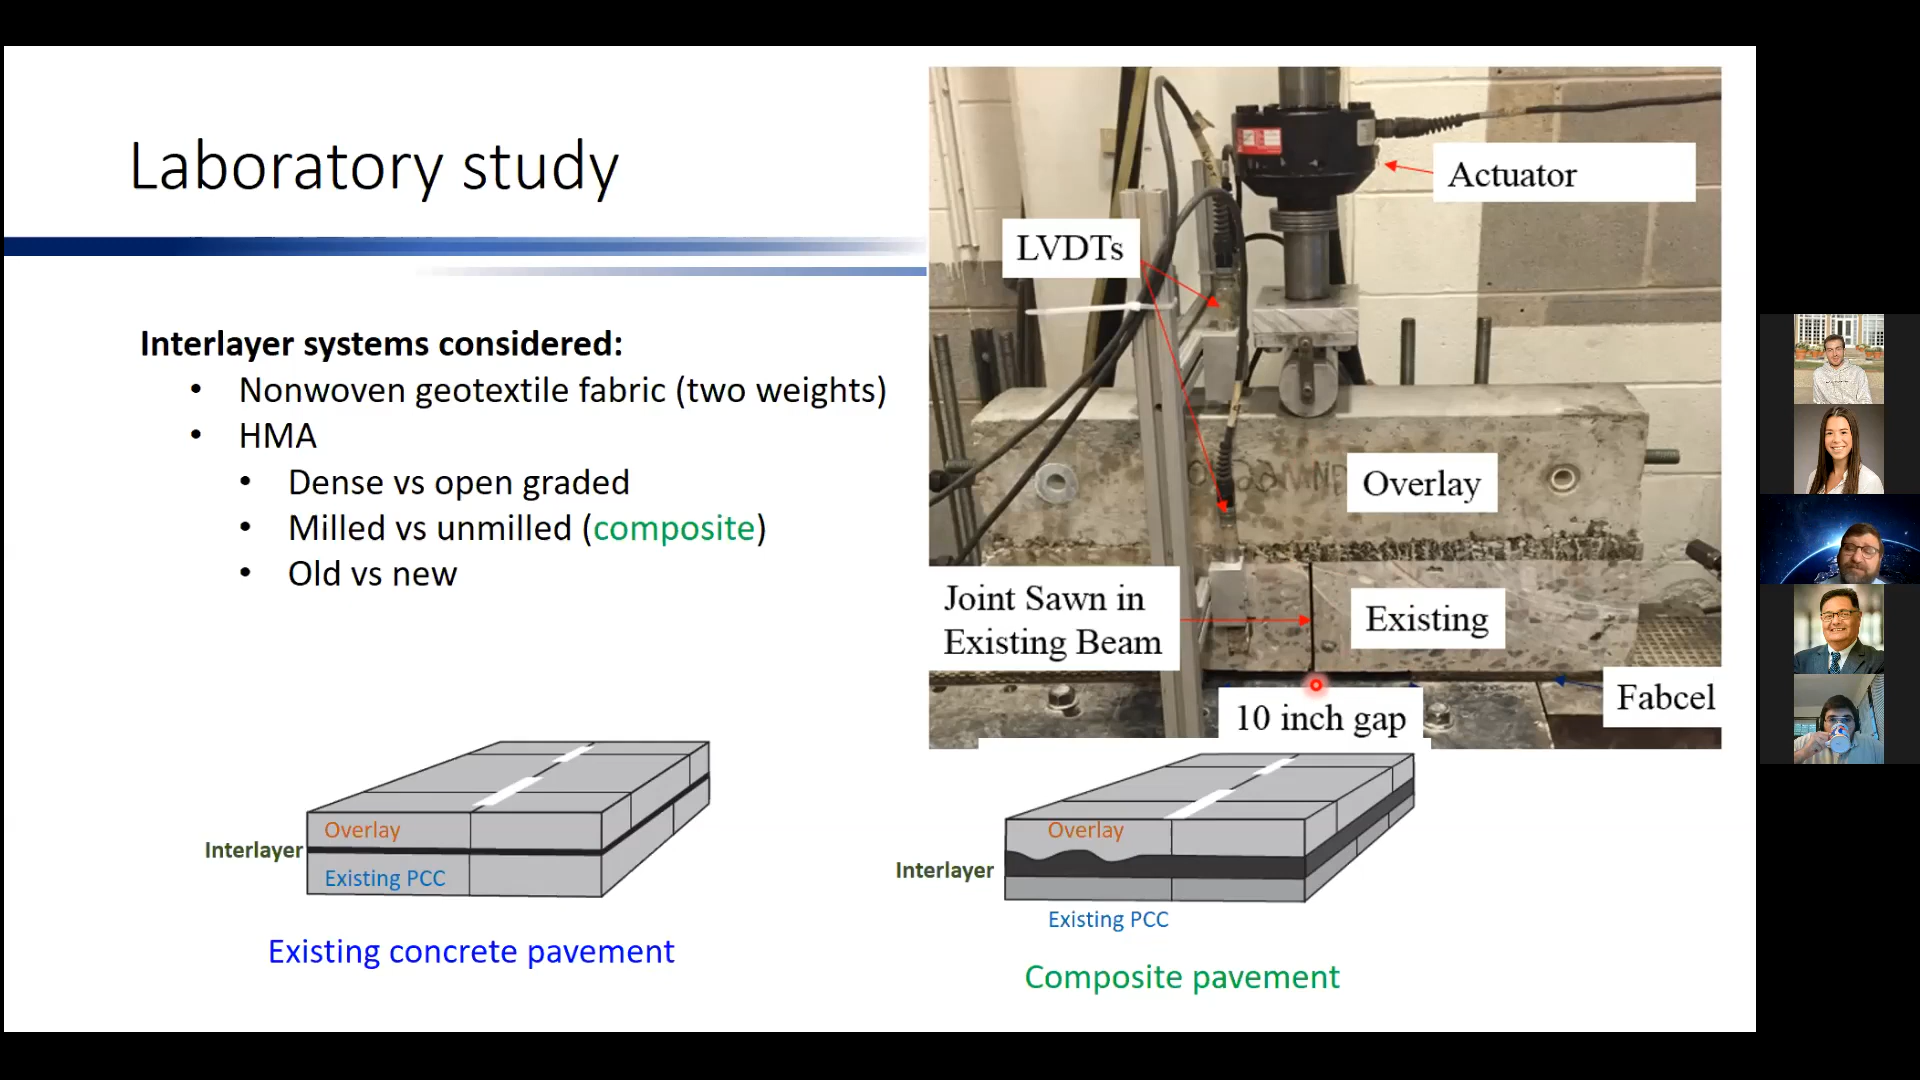 Laboratory study
Interlayer systems considered:
• Nonwoven geotextile fabric (two weights)
• HMA
• Dense vs open graded
• Milled vs unmilled (composite)
• Old vs new
Actuator
LVDTs
Overlay
Joint Sawn in
Existing Beam
Existing
Fabcel
10 inch gap
Overlay
Interlayer
Existing PCC
Existing concrete pavement
Overlay
Interlayer
Existing PCC
Composite pavement